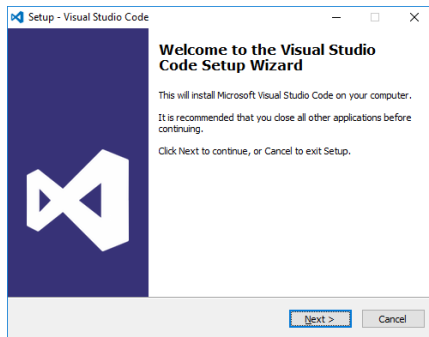 Setup - Visual Studio Code
Welcome to the Visual Studio
Code Setup Wizard
This will install Microsoft Visual Studio Code on your computer.
It is recommended that you close all other applications before
continuing.
Click Next to continue, or Cancel to exit Setup.
Next >
Cancel